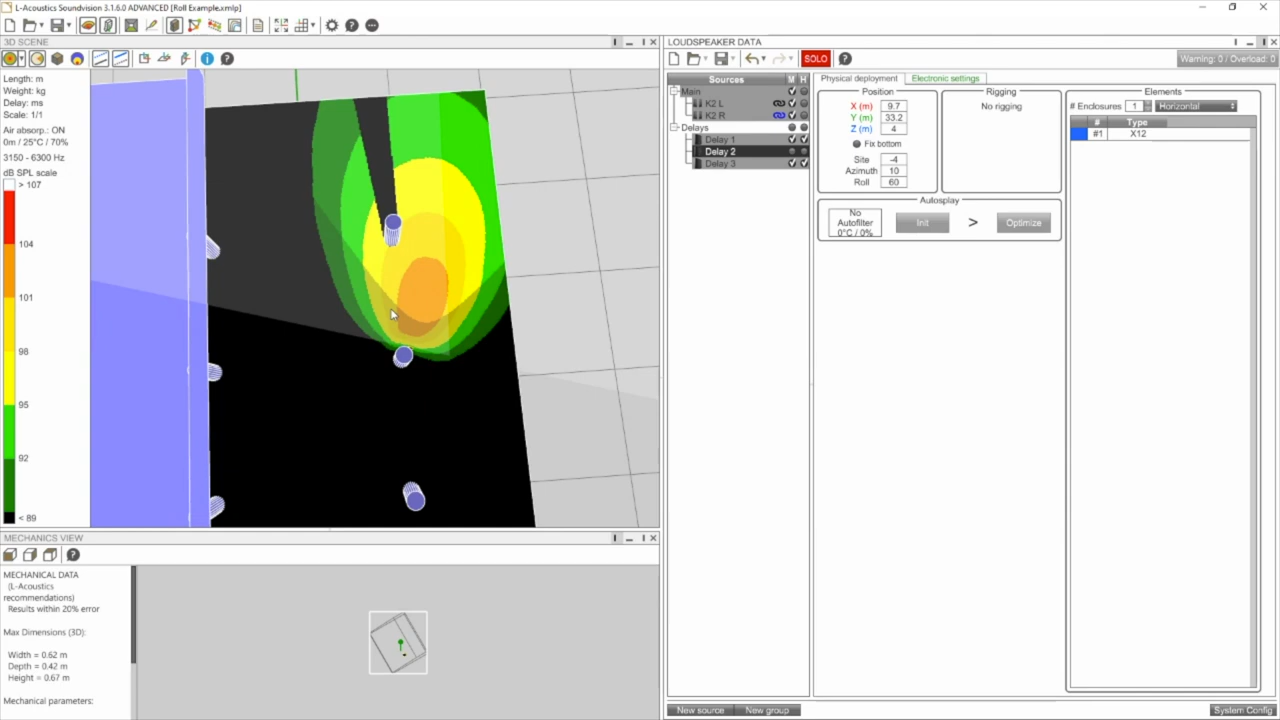 L-Acoustics Soundvision 3.1.6.0 ADVANCED [Roll Example.xmlp]
3D SCENE
Length: m
Weight: kg
Delay: ms
Scale: 1/1
Air absorp.: ON
0m / 25°C / 70%
3150 - 6300 Hz
dB SPL scale
> 107
104
101
98
95
92
< 89
MECHANICS VIEW
MECHANICAL DATA
(L-Acoustics
recommendations)
Results within 20% error
Max Dimensions (3D):
Width = 0.62 m
Depth = 0.42 m
Height = 0.67 m
Mechanical parameters:
LOUDSPEAKER DATA
SOLO
Warning: 0 / Overload: 0
Sources M H
Main
K2 L
K2 R
Delays
Delay 1
Delay 2
Delay 3
New source New group
Physical deployment Electronic settings
Position
X (m) 9.7
Y (m) 33.2
Z (m) 4
Fix bottom
Site -4
Azimuth 10
Roll 60
Rigging
No rigging
Autosplay
No
Autofilter
0°C / 0%
Init > Optimize
Elements
# Enclosures 1 Horizontal
# Type
#1 X12
System Config